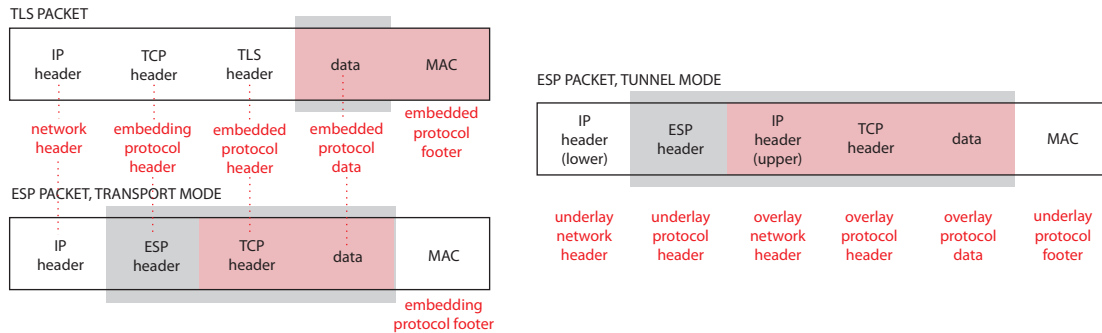 TLS PACKET
IP
header
TCP
header
TLS
header
data
MAC
network
header
embedding
protocol
header
embedded
protocol
header
embedded
protocol
data
embedded
protocol
footer
ESP PACKET, TRANSPORT MODE
IP
header
ESP
header
TCP
header
data
MAC
embedding
protocol footer
ESP PACKET, TUNNEL MODE
IP
header
(lower)
ESP
header
IP
header
(upper)
TCP
header
data
MAC
underlay
network
header
underlay
protocol
header
overlay
network
header
overlay
protocol
header
overlay
protocol
data
underlay
protocol
footer